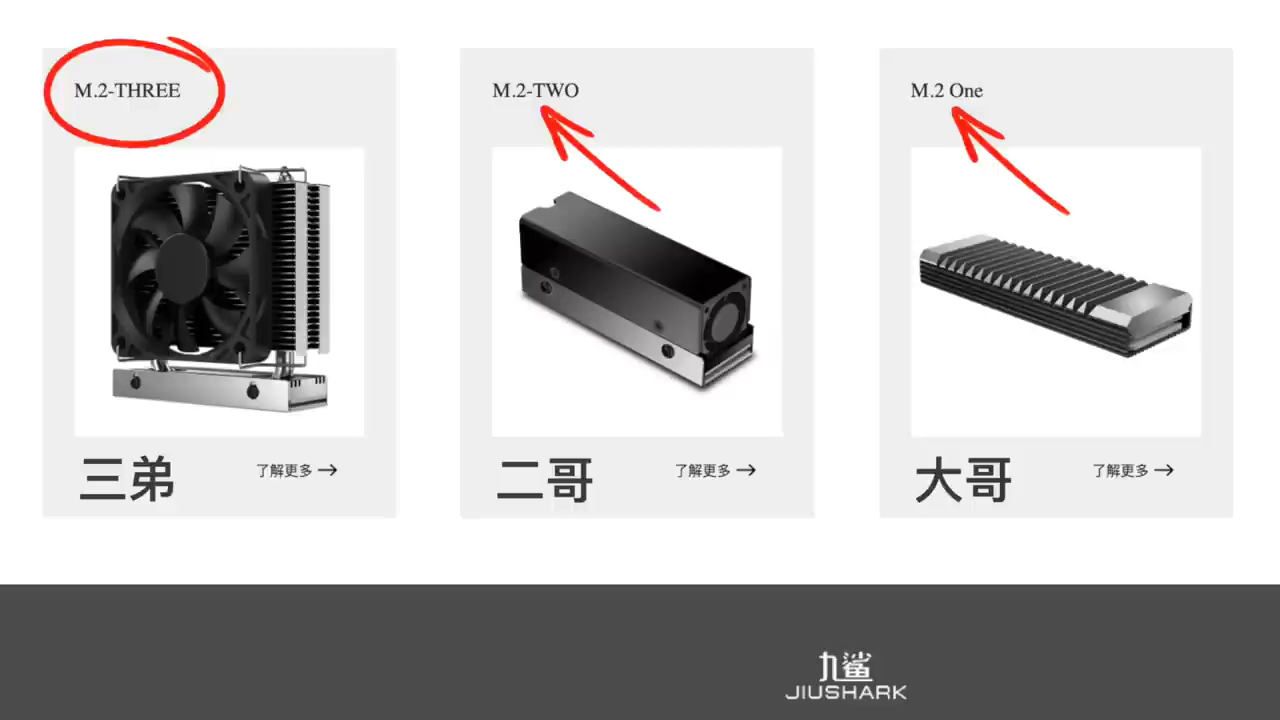 M.2-THREE
M.2-TWO
M.2 One
三弟
了解更多
二哥
了解更多
大哥
了解更多
九鲨
JIUSHARK